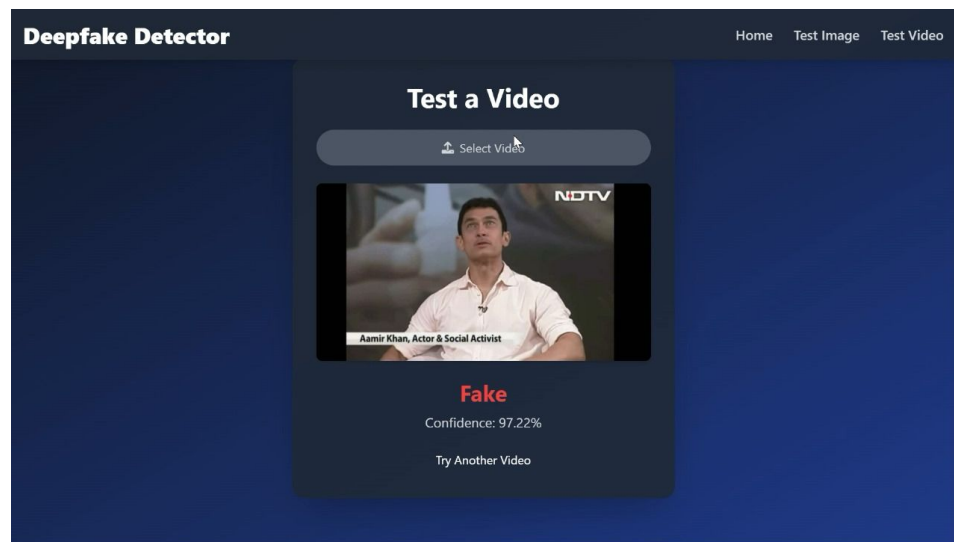 Deepfake Detector
Home Test Image Test Video
Test a Video
Select Video
NDTV
Aamir Khan, Actor & Social Activist
Fake
Confidence: 97.22%
Try Another Video